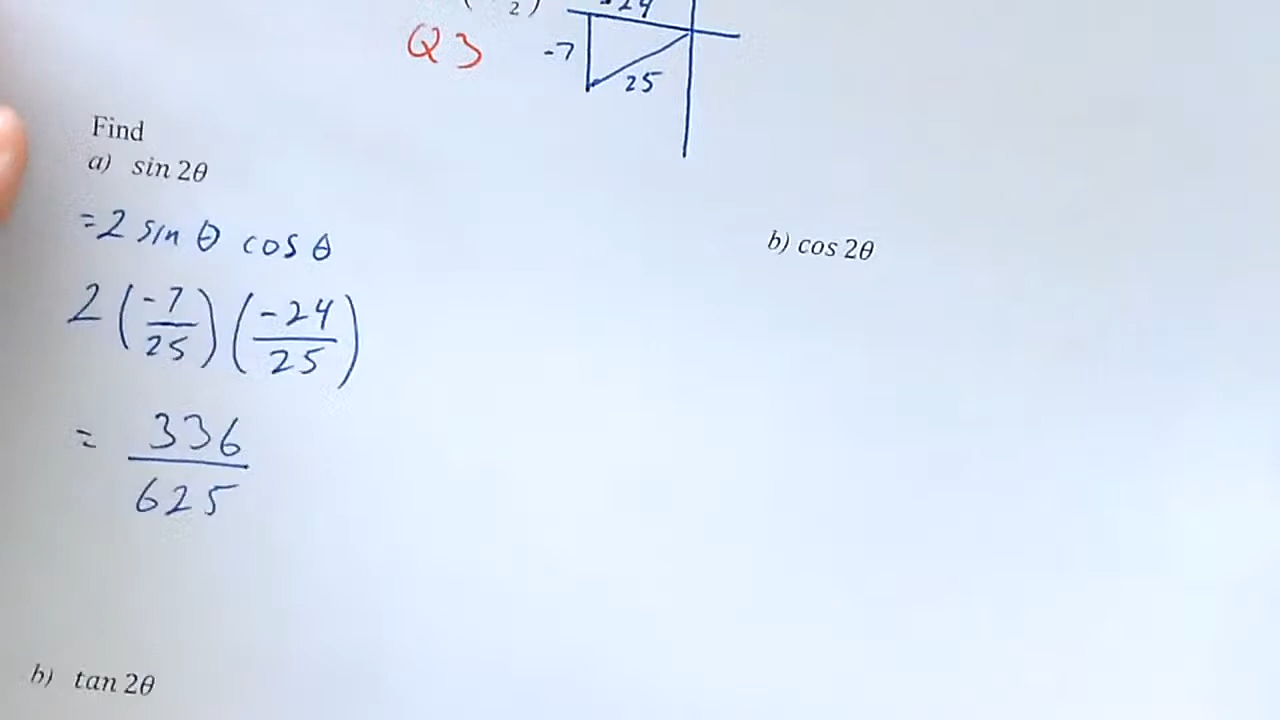 2 )
-24
Q3
-7
25
Find
a) sin 2θ
= 2 sin θ cos θ
2 (-7/25) (-24/25)
= 336/625
b) cos 2θ
b) tan 2θ